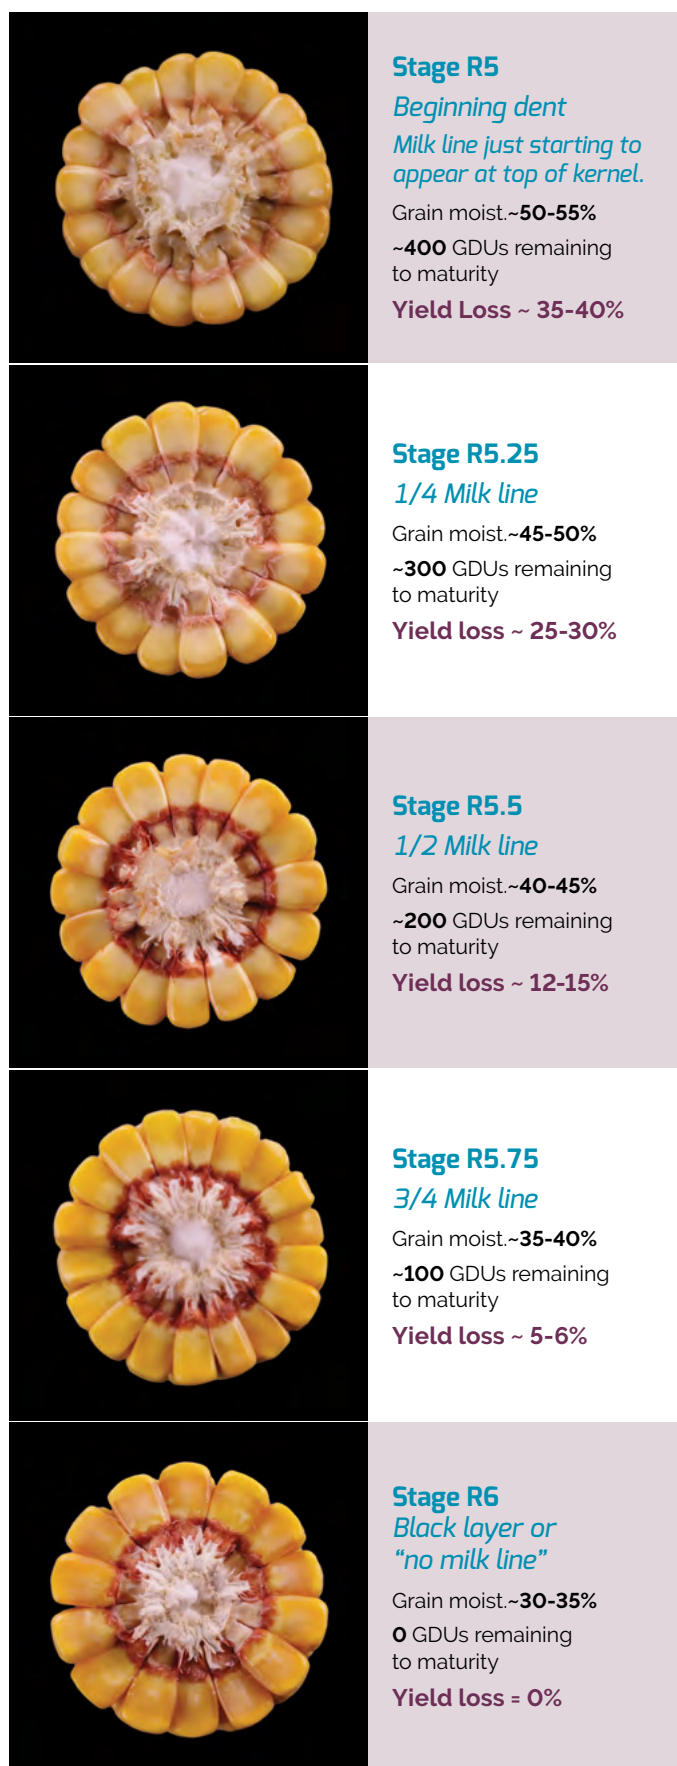 Stage R5
Beginning dent
Milk line just starting to
appear at top of kernel.
Grain moist.~50-55%
~400 GDUs remaining
to maturity
Yield Loss ~ 35-40%
Stage R5.25
1/4 Milk line
Grain moist.~45-50%
~300 GDUs remaining
to maturity
Yield loss ~ 25-30%
Stage R5.5
1/2 Milk line
Grain moist.~40-45%
~200 GDUs remaining
to maturity
Yield loss ~ 12-15%
Stage R5.75
3/4 Milk line
Grain moist.~35-40%
~100 GDUs remaining
to maturity
Yield loss ~ 5-6%
Stage R6
Black layer or
“no milk line”
Grain moist.~30-35%
0 GDUs remaining
to maturity
Yield loss = 0%